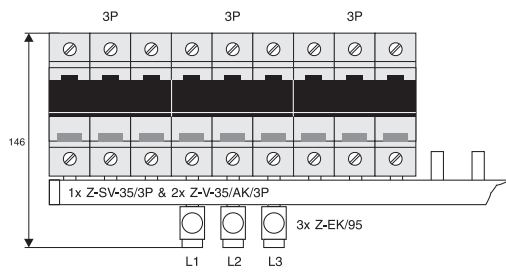 3P 3P 3P
146
1x Z-SV-35/3P & 2x Z-V-35/AK/3P
3x Z-EK/95
L1 L2 L3